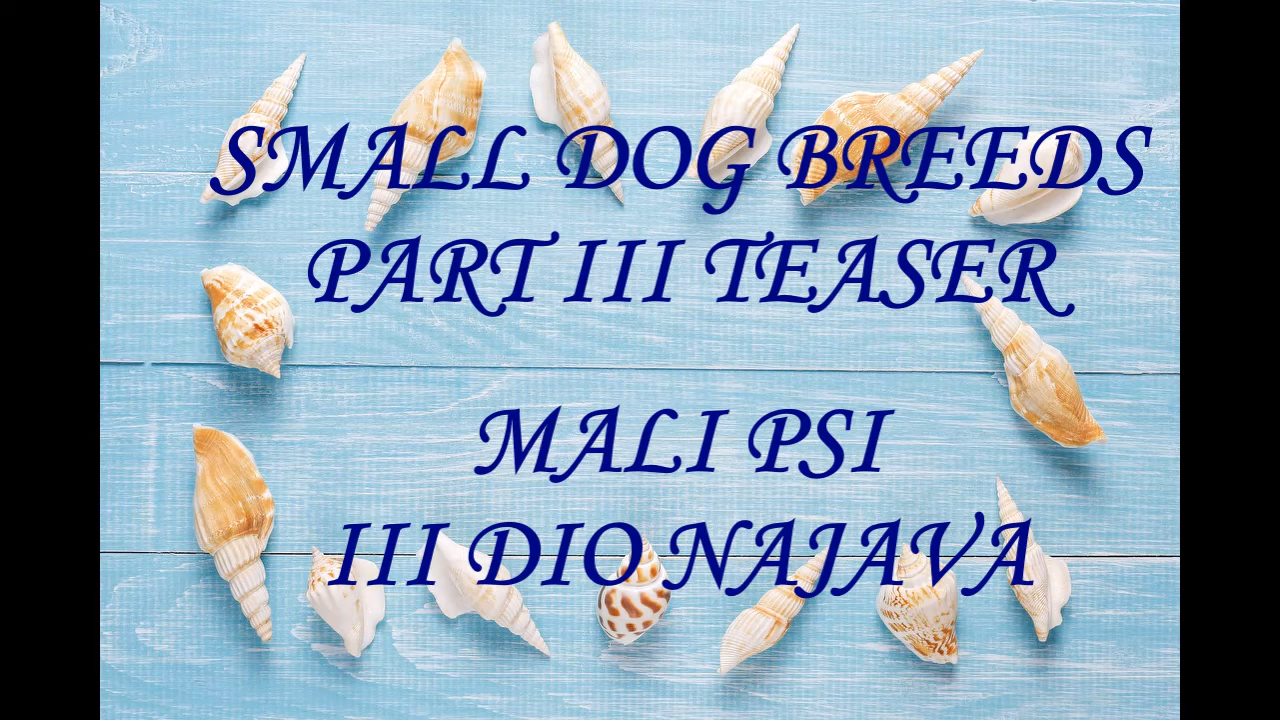 SMALL DOG BREEDS
PART III TEASER
MALI PSI
III DIO NAJAVA